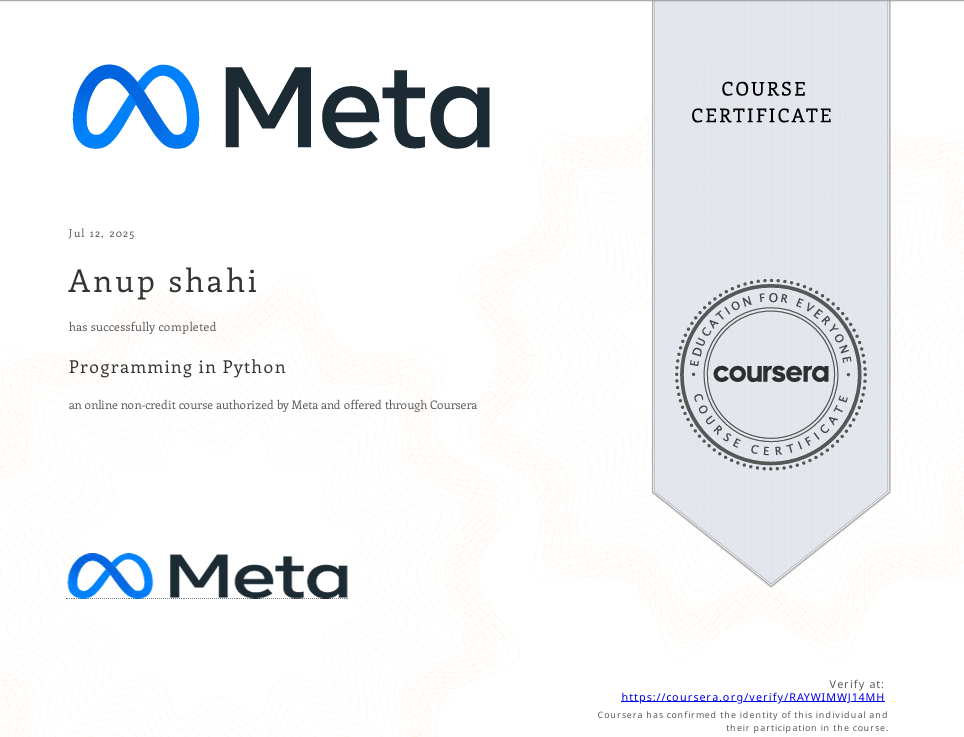 Meta
COURSE
CERTIFICATE
Jul 12, 2025
Anup shahi
has successfully completed
Programming in Python
an online non-credit course authorized by Meta and offered through Coursera
EDUCATION FOR EVERYONE
coursera
COURSE CERTIFICATE
Meta
Verify at:
https://coursera.org/verify/RAYWIMWJ14MH
Coursera has confirmed the identity of this individual and
their participation in the course.